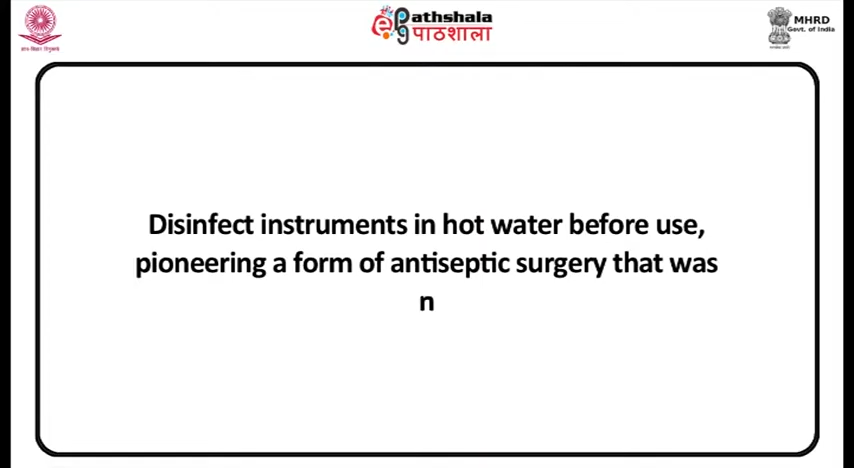 ePathshala
पाठशाला
MHRD
Govt. of India
Disinfect instruments in hot water before use,
pioneering a form of antiseptic surgery that was
n